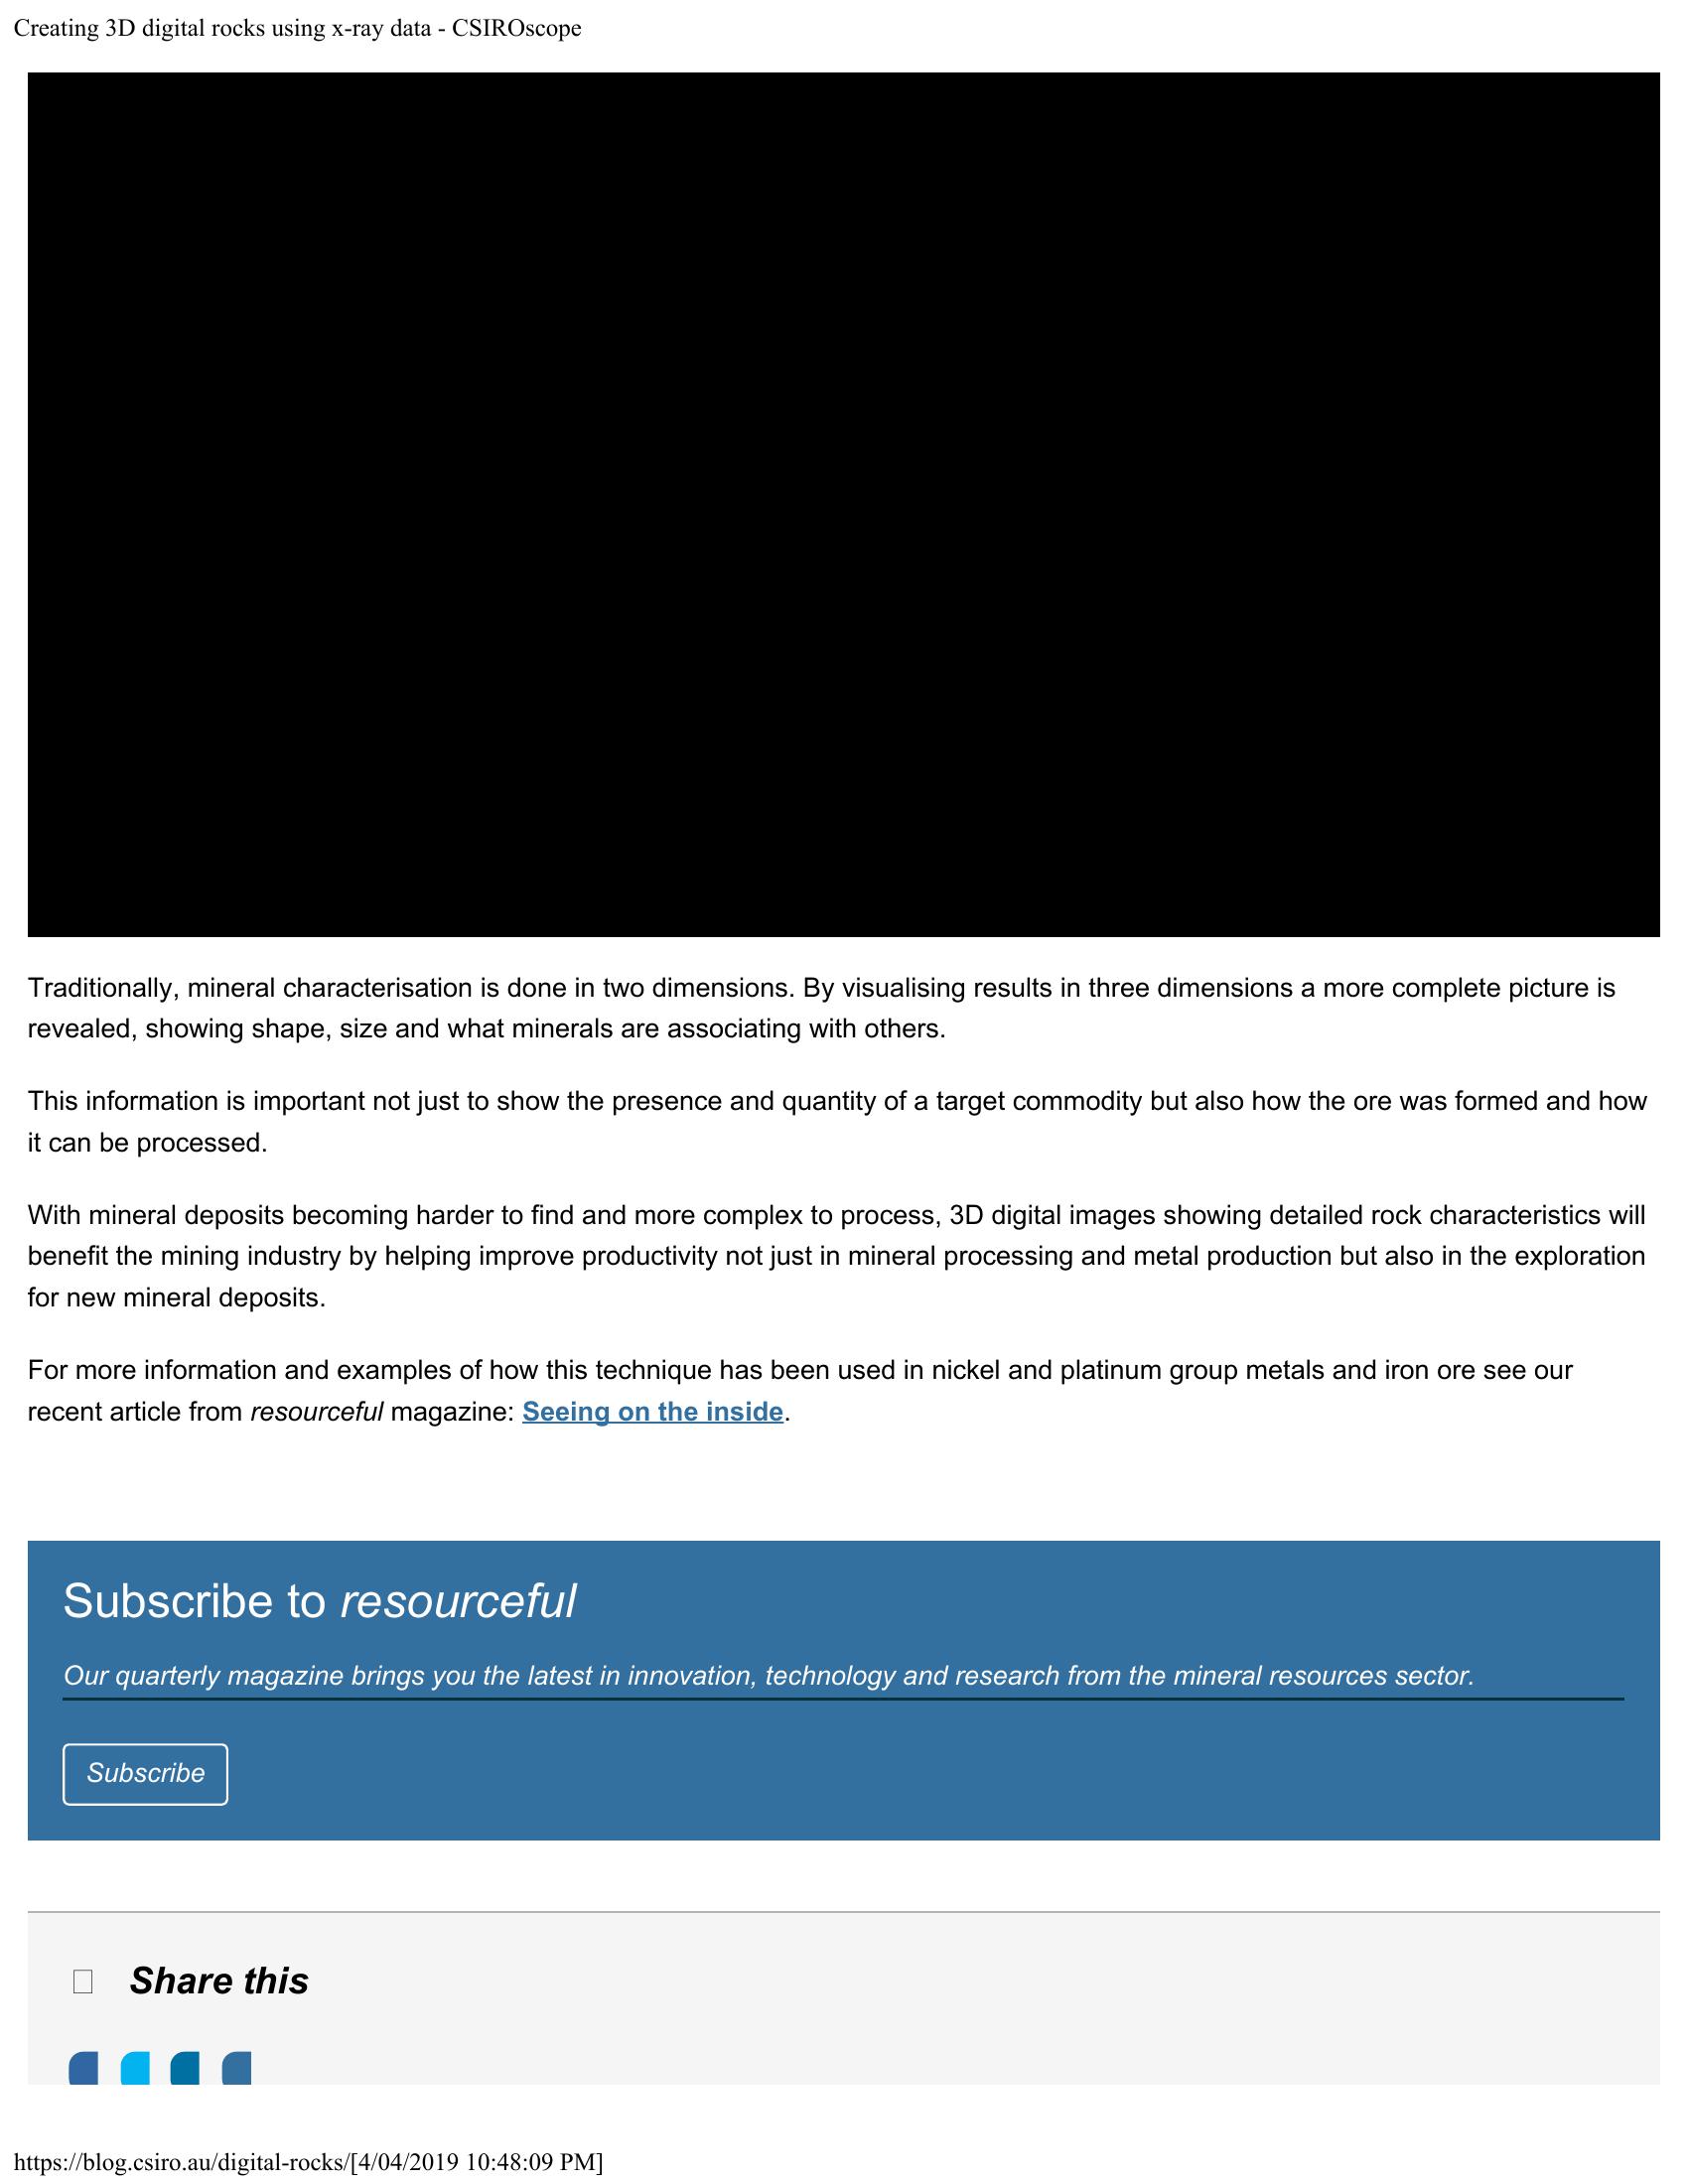 Creating 3D digital rocks using x-ray data - CSIROscope
Traditionally, mineral characterisation is done in two dimensions. By visualising results in three dimensions a more complete picture is
revealed, showing shape, size and what minerals are associating with others.
This information is important not just to show the presence and quantity of a target commodity but also how the ore was formed and how
it can be processed.
With mineral deposits becoming harder to find and more complex to process, 3D digital images showing detailed rock characteristics will
benefit the mining industry by helping improve productivity not just in mineral processing and metal production but also in the exploration
for new mineral deposits.
For more information and examples of how this technique has been used in nickel and platinum group metals and iron ore see our
recent article from resourceful magazine: Seeing on the inside.
Subscribe to resourceful
Our quarterly magazine brings you the latest in innovation, technology and research from the mineral resources sector.
Subscribe
Share this
https://blog.csiro.au/digital-rocks/[4/04/2019 10:48:09 PM]